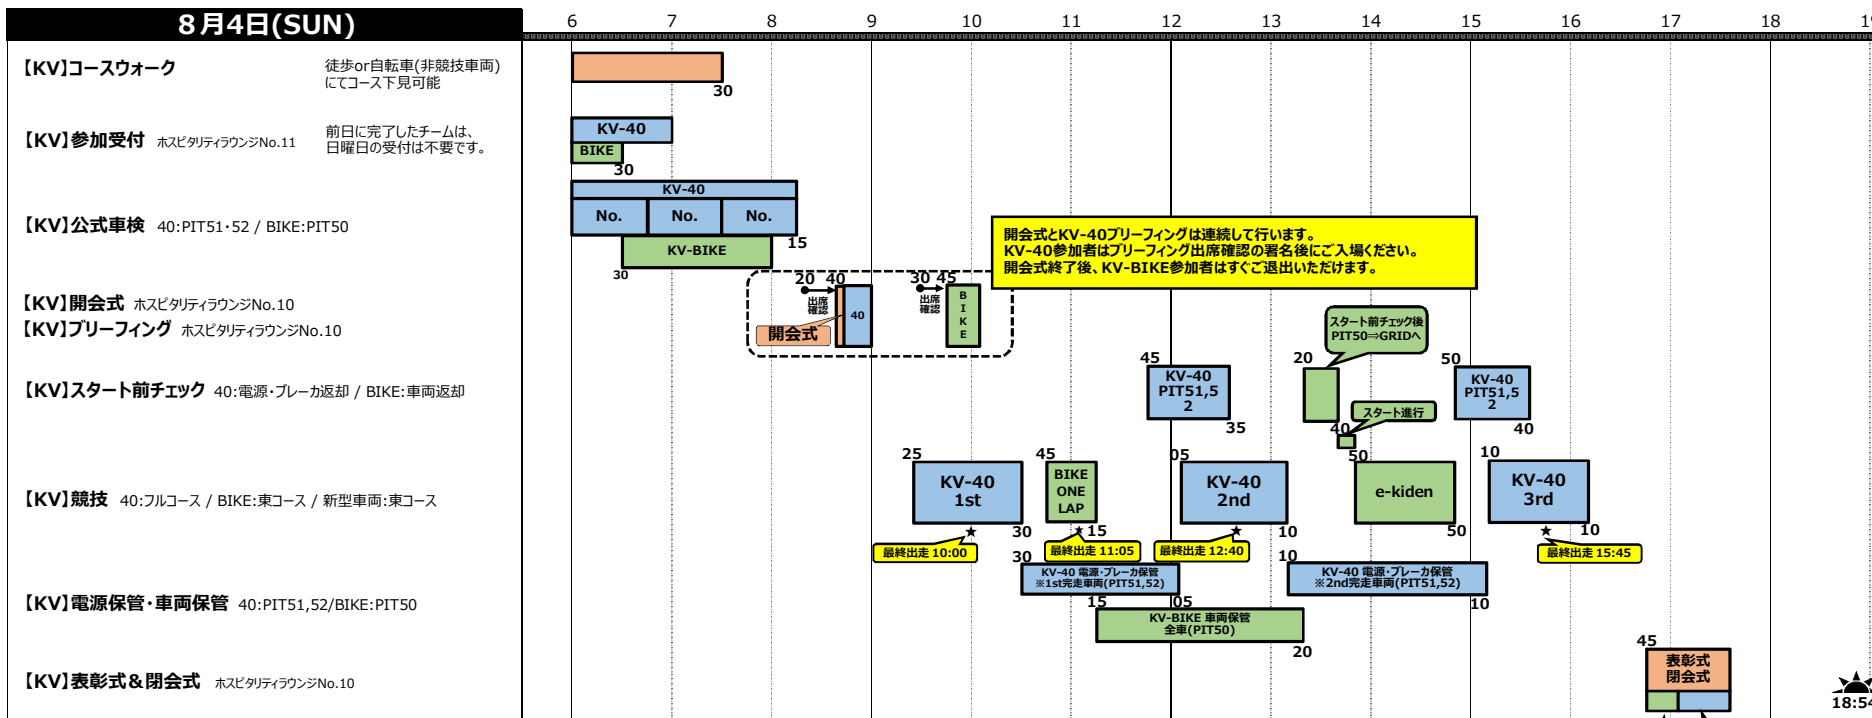 8月4日(SUN)
6 7 8 9 10 11 12 13 14 15 16 17 18 19
【KV】コースウォーク
徒歩or自転車(非競技車両)
にてコース下見可能
30
【KV】参加受付 ホスピタリティラウンジNo.11
前日に完了したチームは、
日曜日の受付は不要です。
KV-40
BIKE
30
【KV】公式車検 40:PIT51・52 / BIKE:PIT50
KV-40
No. No. No.
15
KV-BIKE
30
開会式とKV-40ブリーフィングは連続して行います。
KV-40参加者はブリーフィング出席確認の署名後にご入場ください。
開会式終了後、KV-BIKE参加者はすぐご退出いただけます。
【KV】開会式 ホスピタリティラウンジNo.10
【KV】ブリーフィング ホスピタリティラウンジNo.10
20 40
出席
確認
開会式
40
30 45
出席
確認
B
I
K
E
【KV】スタート前チェック 40:電源・ブレーカ返却 / BIKE:車両返却
45
KV-40
PIT51,5
2
35
スタート前チェック後
PIT50⇒GRIDへ
20
40
スタート進行
50
50
KV-40
PIT51,5
2
40
【KV】競技 40:フルコース / BIKE:東コース / 新型車両:東コース
25
KV-40
1st
30
★
最終出走 10:00
45
BIKE
ONE
LAP
15
★
最終出走 11:05
05
KV-40
2nd
10
★
最終出走 12:40
e-kiden
50
10
KV-40
3rd
10
★
最終出走 15:45
【KV】電源保管・車両保管 40:PIT51,52/BIKE:PIT50
30
KV-40 電源・ブレーカ保管
※1st完走車両(PIT51,52)
05
10
KV-40 電源・ブレーカ保管
※2nd完走車両(PIT51,52)
10
15
KV-BIKE 車両保管
全車(PIT50)
20
【KV】表彰式&閉会式 ホスピタリティラウンジNo.10
45
表彰式
閉会式
18:54